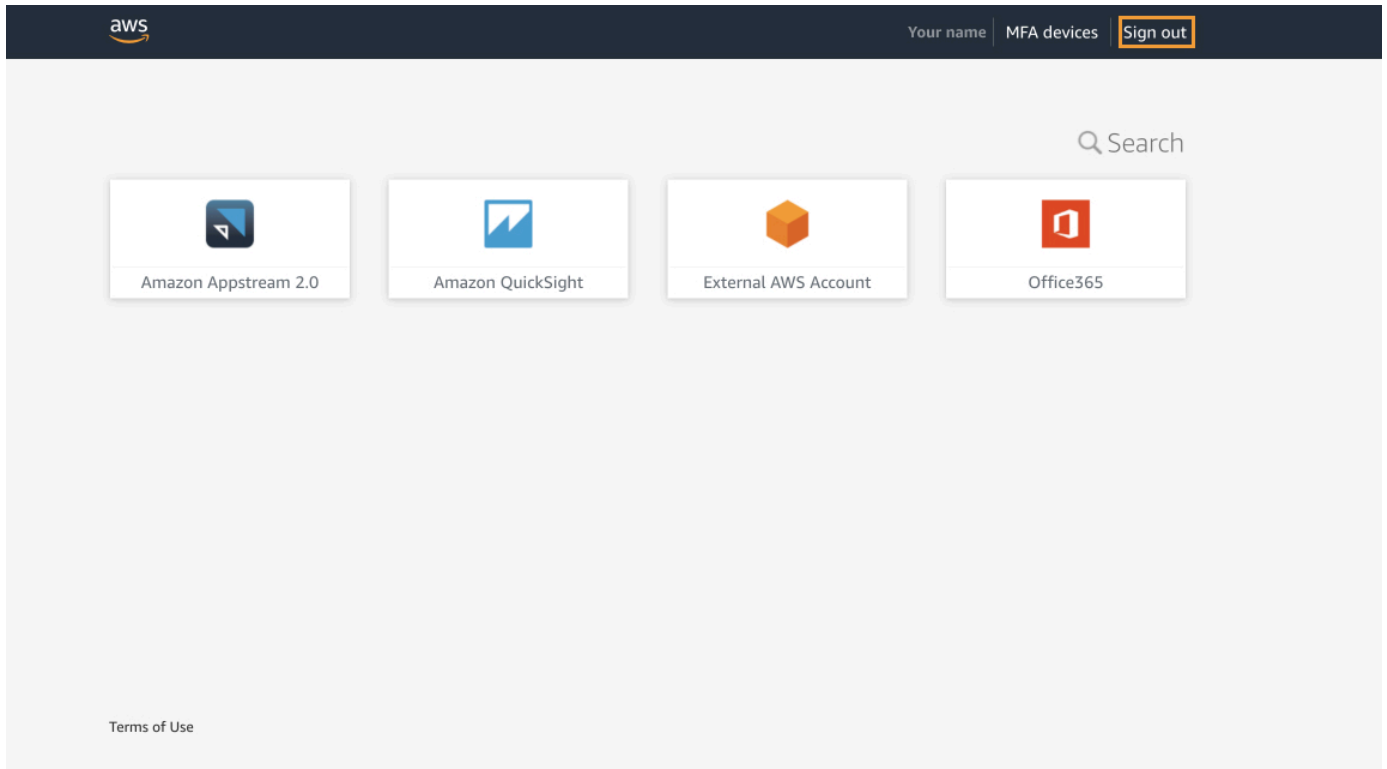 aws
Your name MFA devices Sign out
Search
Amazon Appstream 2.0 Amazon QuickSight External AWS Account Office365
Terms of Use